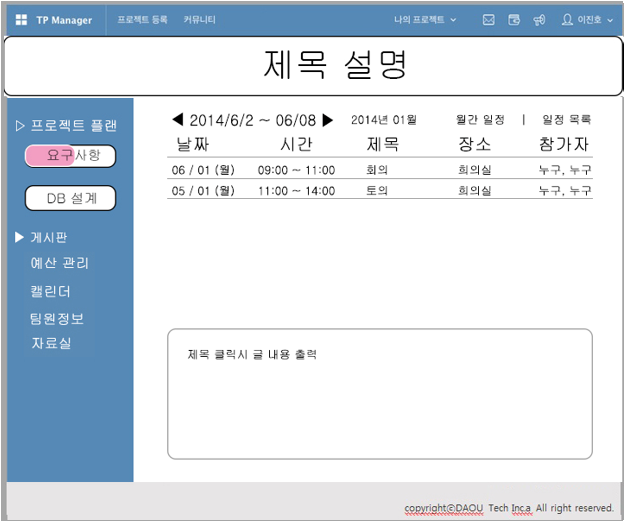 TP Manager 프로젝트 등록 커뮤니티 나의 프로젝트 이진호
제목 설명
▷ 프로젝트 플랜
요구사항
DB 설계
▶ 게시판
예산 관리
캘린더
팀원정보
자료실
◀ 2014/6/2 ~ 06/08 ▶ 2014년 01월 월간 일정 | 일정 목록
날짜 시간 제목 장소 참가자
06 / 01 (월) 09:00 ~ 11:00 회의 희의실 누구, 누구
05 / 01 (월) 11:00 ~ 14:00 토의 희의실 누구, 누구
제목 클릭시 글 내용 출력
copyrightⓒDAOU Tech Inc.a All right reserved.